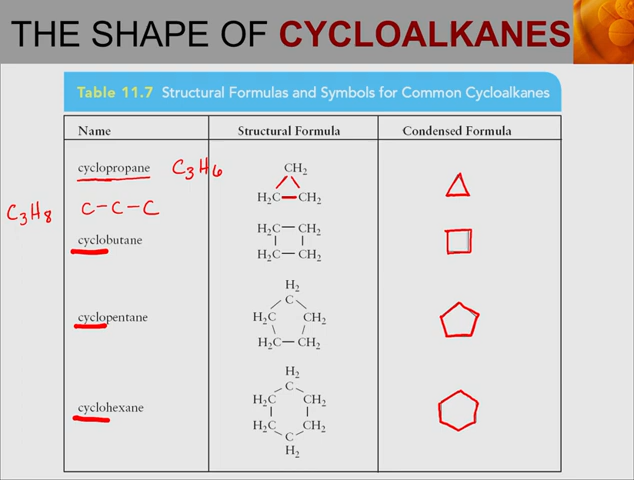 THE SHAPE OF CYCLOALKANES
Table 11.7 Structural Formulas and Symbols for Common Cycloalkanes
Name Structural Formula Condensed Formula
cyclopropane C3H6 CH2
H2C CH2
C3H8 C-C-C
cyclobutane H2C CH2
H2C CH2
cyclopentane H2
C
H2C CH2
H2C CH2
cyclohexane H2
C
H2C CH2
H2C CH2
C
H2